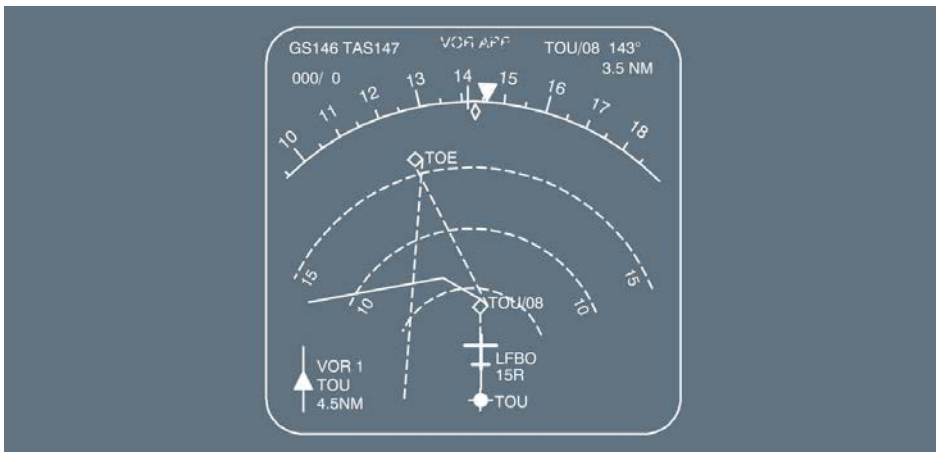 GS146 TAS147
VOR APP
TOU/08 143°
3.5 NM
000/ 0
10
11
12
13
14
15
16
17
18
TOE
15
15
10
10
TOU/08
LFBO
15R
TOU
VOR 1
TOU
4.5NM